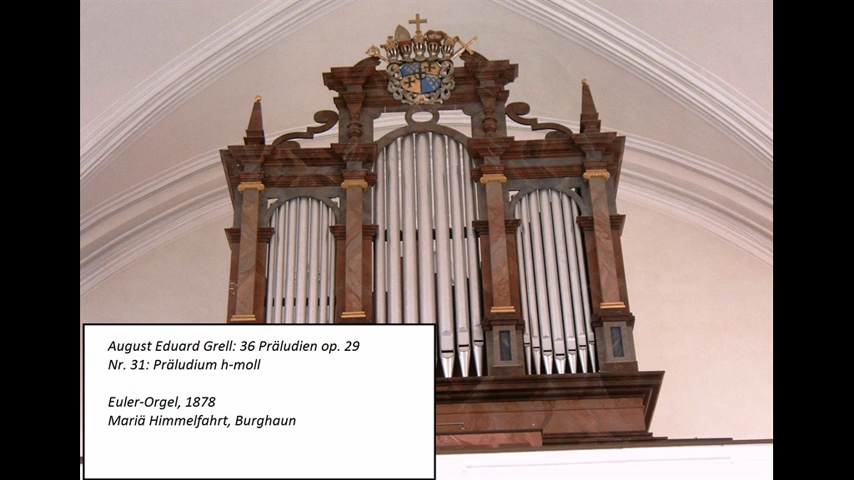 August Eduard Grell: 36 Präludien op. 29
Nr. 31: Präludium h-moll
Euler-Orgel, 1878
Mariä Himmelfahrt, Burghaun